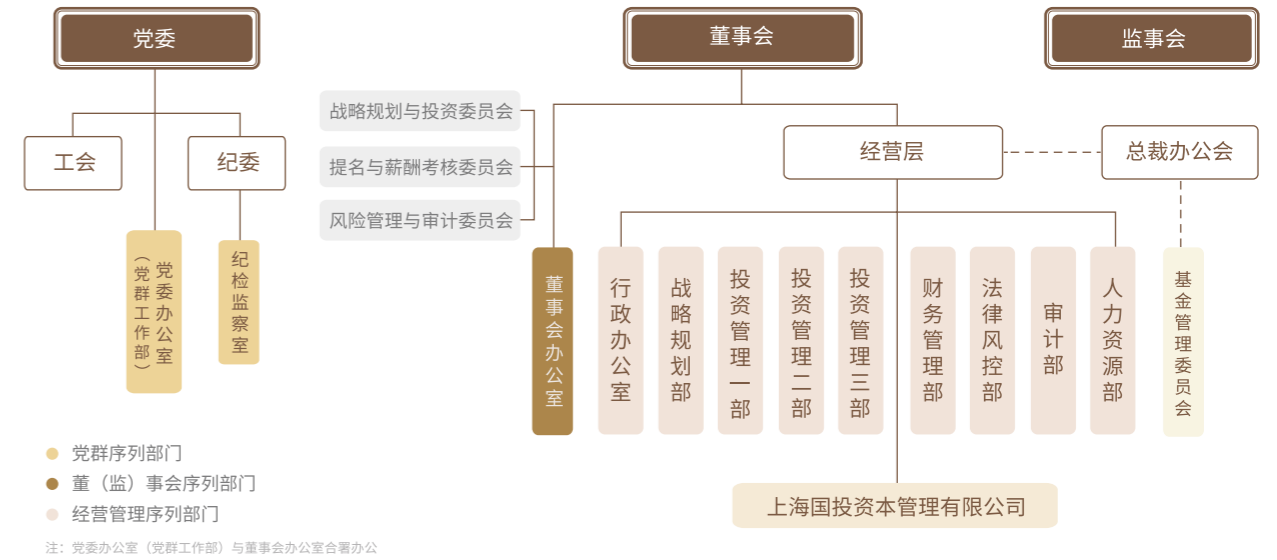 党委
董事会
监事会
战略规划与投资委员会
提名与薪酬考核委员会
风险管理与审计委员会
工会
纪委
经营层
总裁办公会
党委办公室
（党群工作部）
纪检监察室
董事会办公室
行政办公室
战略规划部
投资管理一部
投资管理二部
投资管理三部
财务管理部
法律风控部
审计部
人力资源部
基金管理委员会
上海国投资本管理有限公司
党群序列部门
董（监）事会序列部门
经营管理序列部门
注：党委办公室（党群工作部）与董事会办公室合署办公